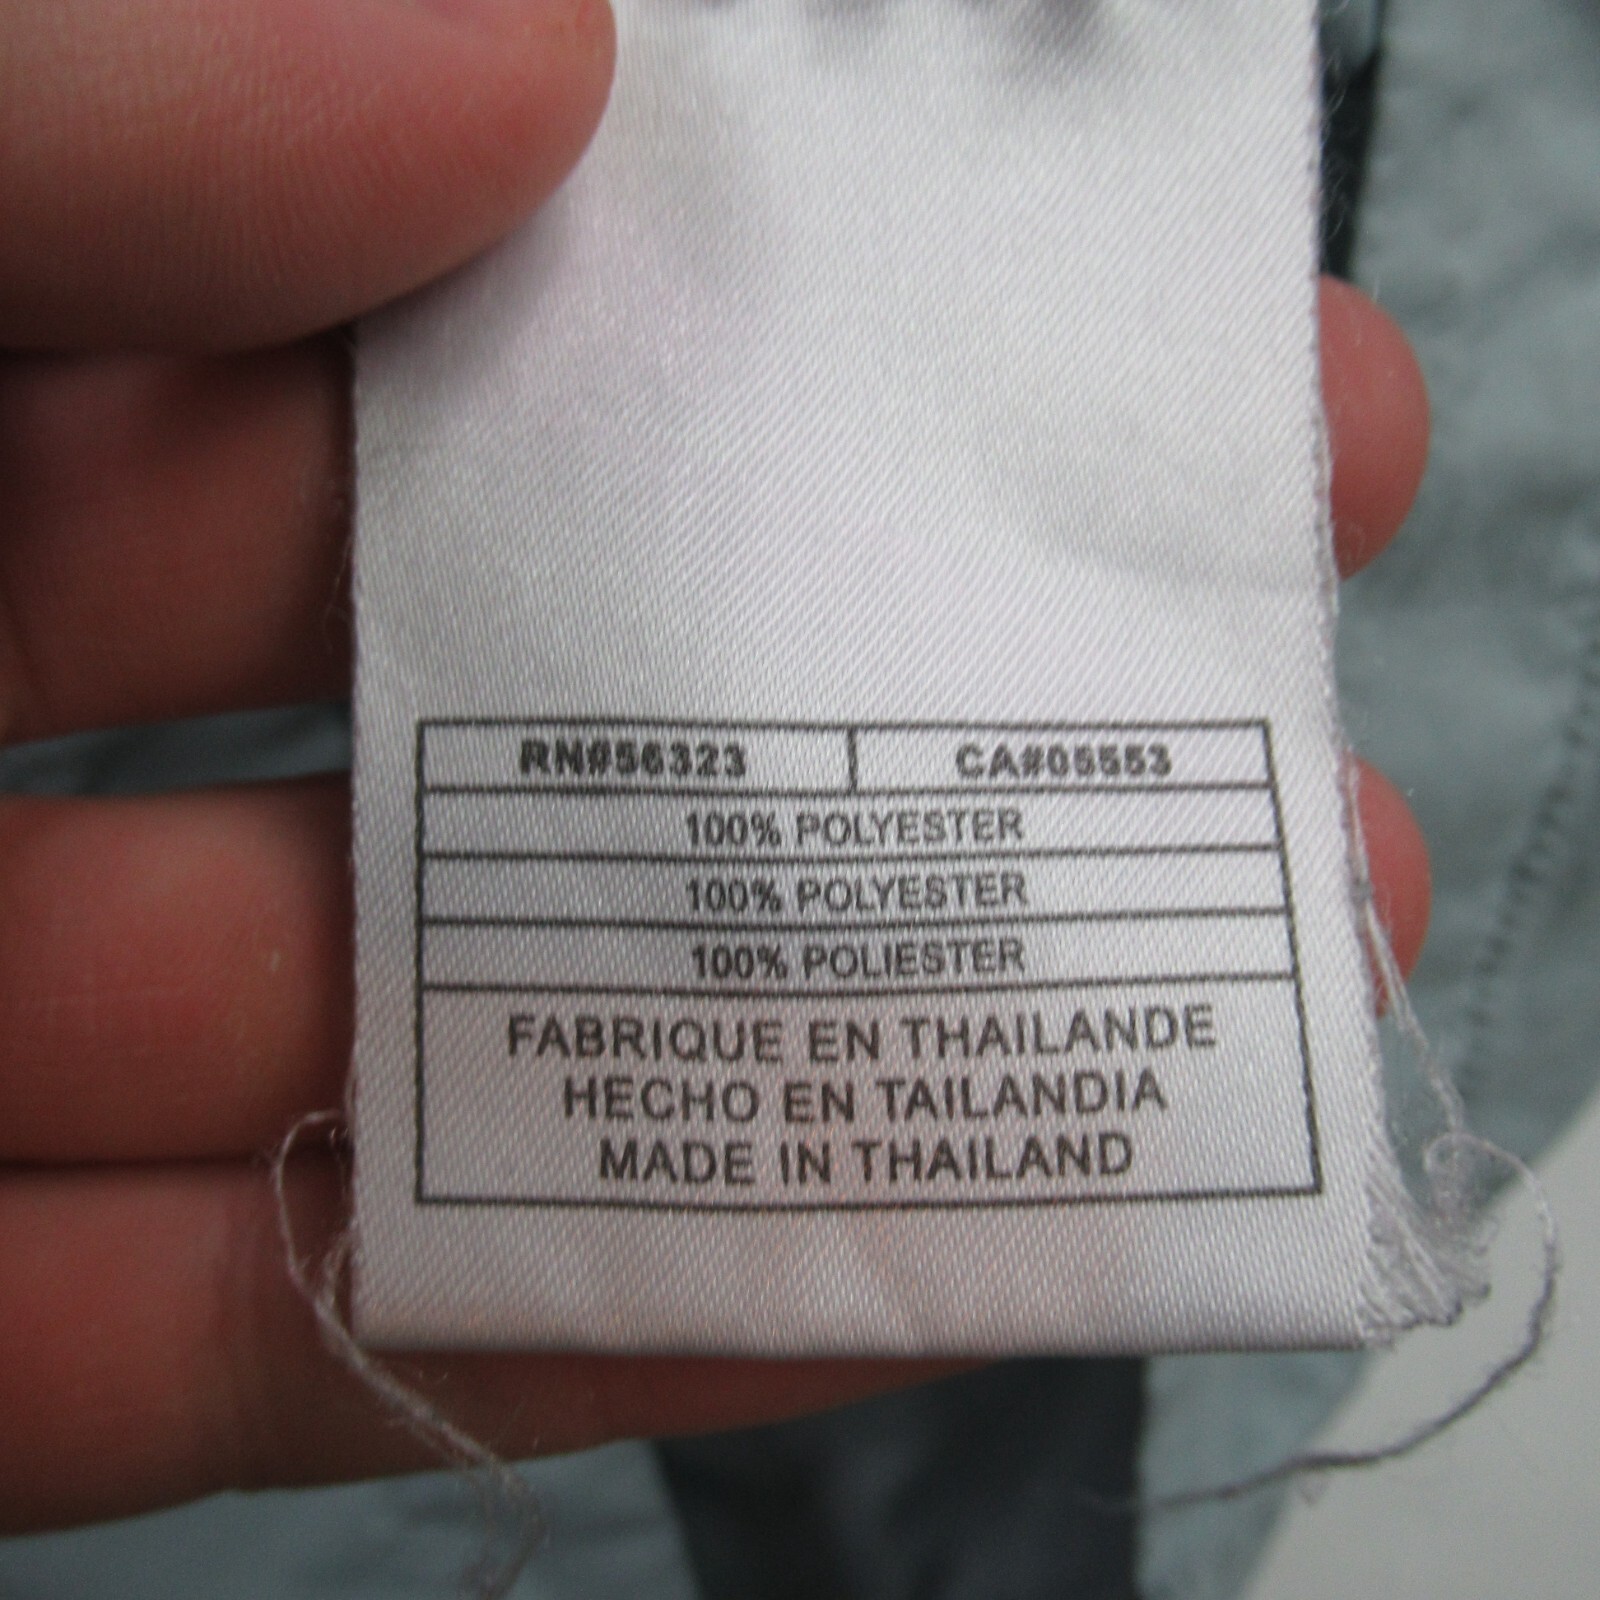 RN#56323 CA#05553
100% POLYESTER
100% POLYESTER
100% POLIESTER
FABRIQUE EN THAILANDE
HECHO EN TAILANDIA
MADE IN THAILAND